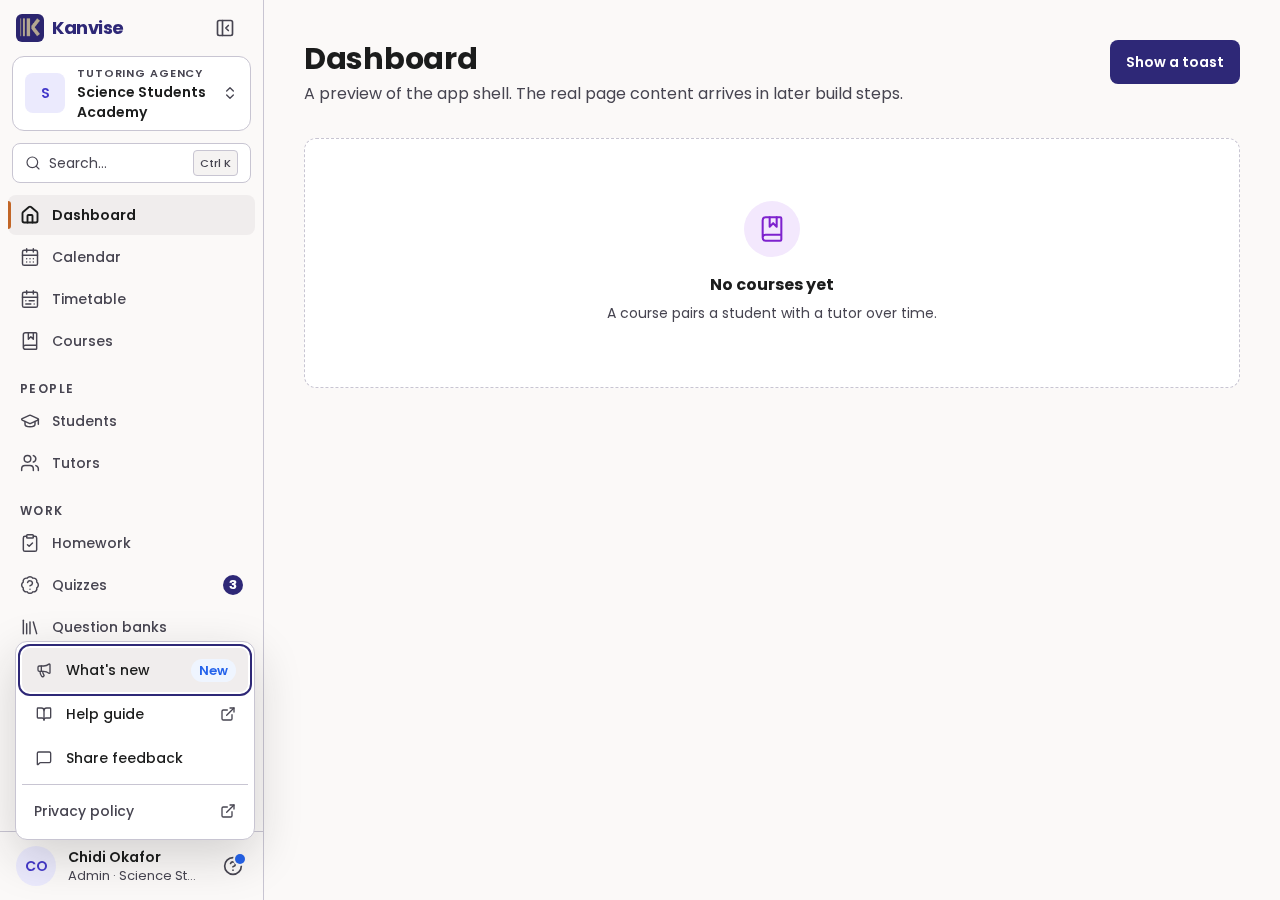 Kanvise
TUTORING AGENCY
S
Science Students
Academy
Search...
Ctrl K
Dashboard
Calendar
Timetable
Courses
PEOPLE
Students
Tutors
WORK
Homework
Quizzes
3
Question banks
What's new
New
Help guide
Share feedback
Privacy policy
CO
Chidi Okafor
Admin · Science St...
Dashboard
A preview of the app shell. The real page content arrives in later build steps.
Show a toast
No courses yet
A course pairs a student with a tutor over time.